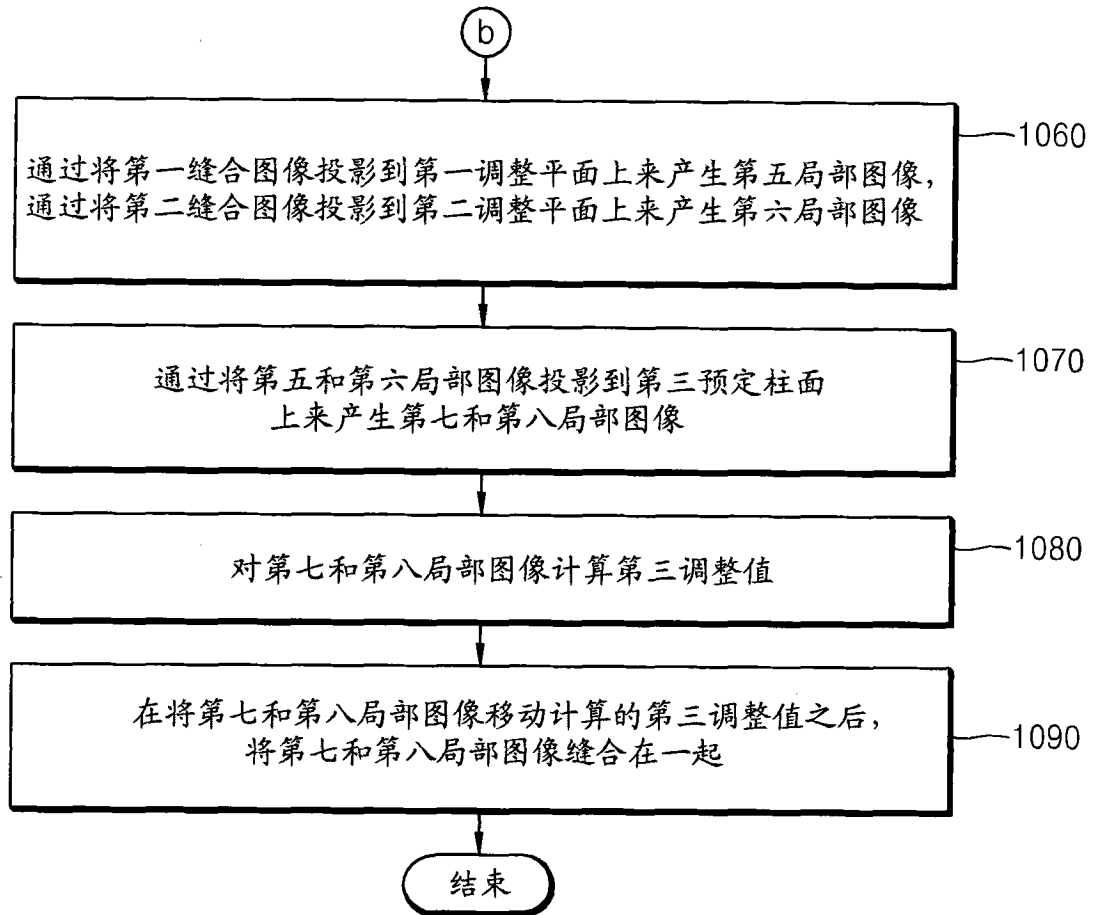 b
通过将第一缝合图像投影到第一调整平面上来产生第五局部图像，
通过将第二缝合图像投影到第二调整平面上来产生第六局部图像
1060
通过将第五和第六局部图像投影到第三预定柱面
上来产生第七和第八局部图像
1070
对第七和第八局部图像计算第三调整值
1080
在将第七和第八局部图像移动计算的第三调整值之后，
将第七和第八局部图像缝合在一起
1090
结束